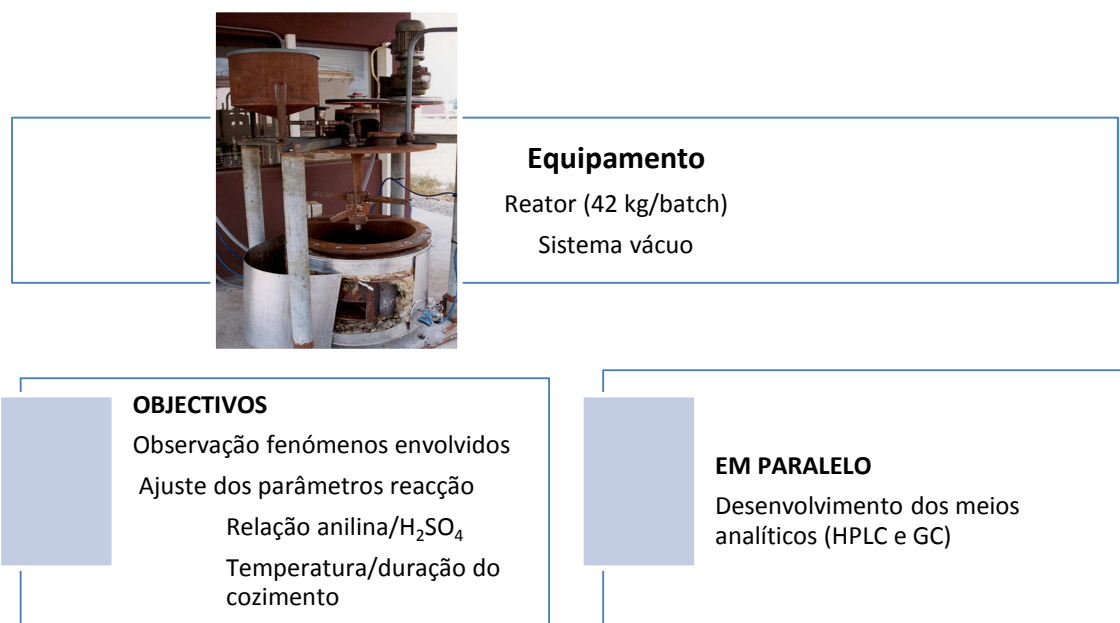 Equipamento
Reator (42 kg/batch)
Sistema vácuo
OBJECTIVOS
Observação fenómenos envolvidos
Ajuste dos parâmetros reacção
Relação anilina/H₂SO₄
Temperatura/duração do
cozimento
EM PARALELO
Desenvolvimento dos meios
analíticos (HPLC e GC)